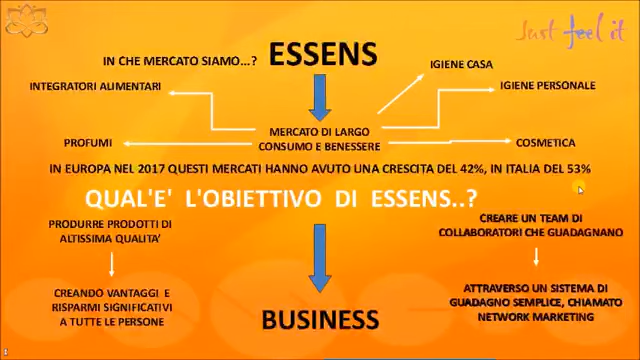 Just feel it
ESSENS
IN CHE MERCATO SIAMO...?
IGIENE CASA
INTEGRATORI ALIMENTARI
IGIENE PERSONALE
MERCATO DI LARGO
CONSUMO E BENESSERE
PROFUMI
COSMETICA
IN EUROPA NEL 2017 QUESTI MERCATI HANNO AVUTO UNA CRESCITA DEL 42%, IN ITALIA DEL 53%
QUAL'E' L'OBIETTIVO DI ESSENS..?
PRODURRE PRODOTTI DI
ALTISSIMA QUALITA'
CREARE UN TEAM DI
COLLABORATORI CHE GUADAGNANO
CREANDO VANTAGGI E
RISPARMI SIGNIFICATIVI
A TUTTE LE PERSONE
ATTRAVERSO UN SISTEMA DI
GUADAGNO SEMPLICE, CHIAMATO
NETWORK MARKETING
BUSINESS